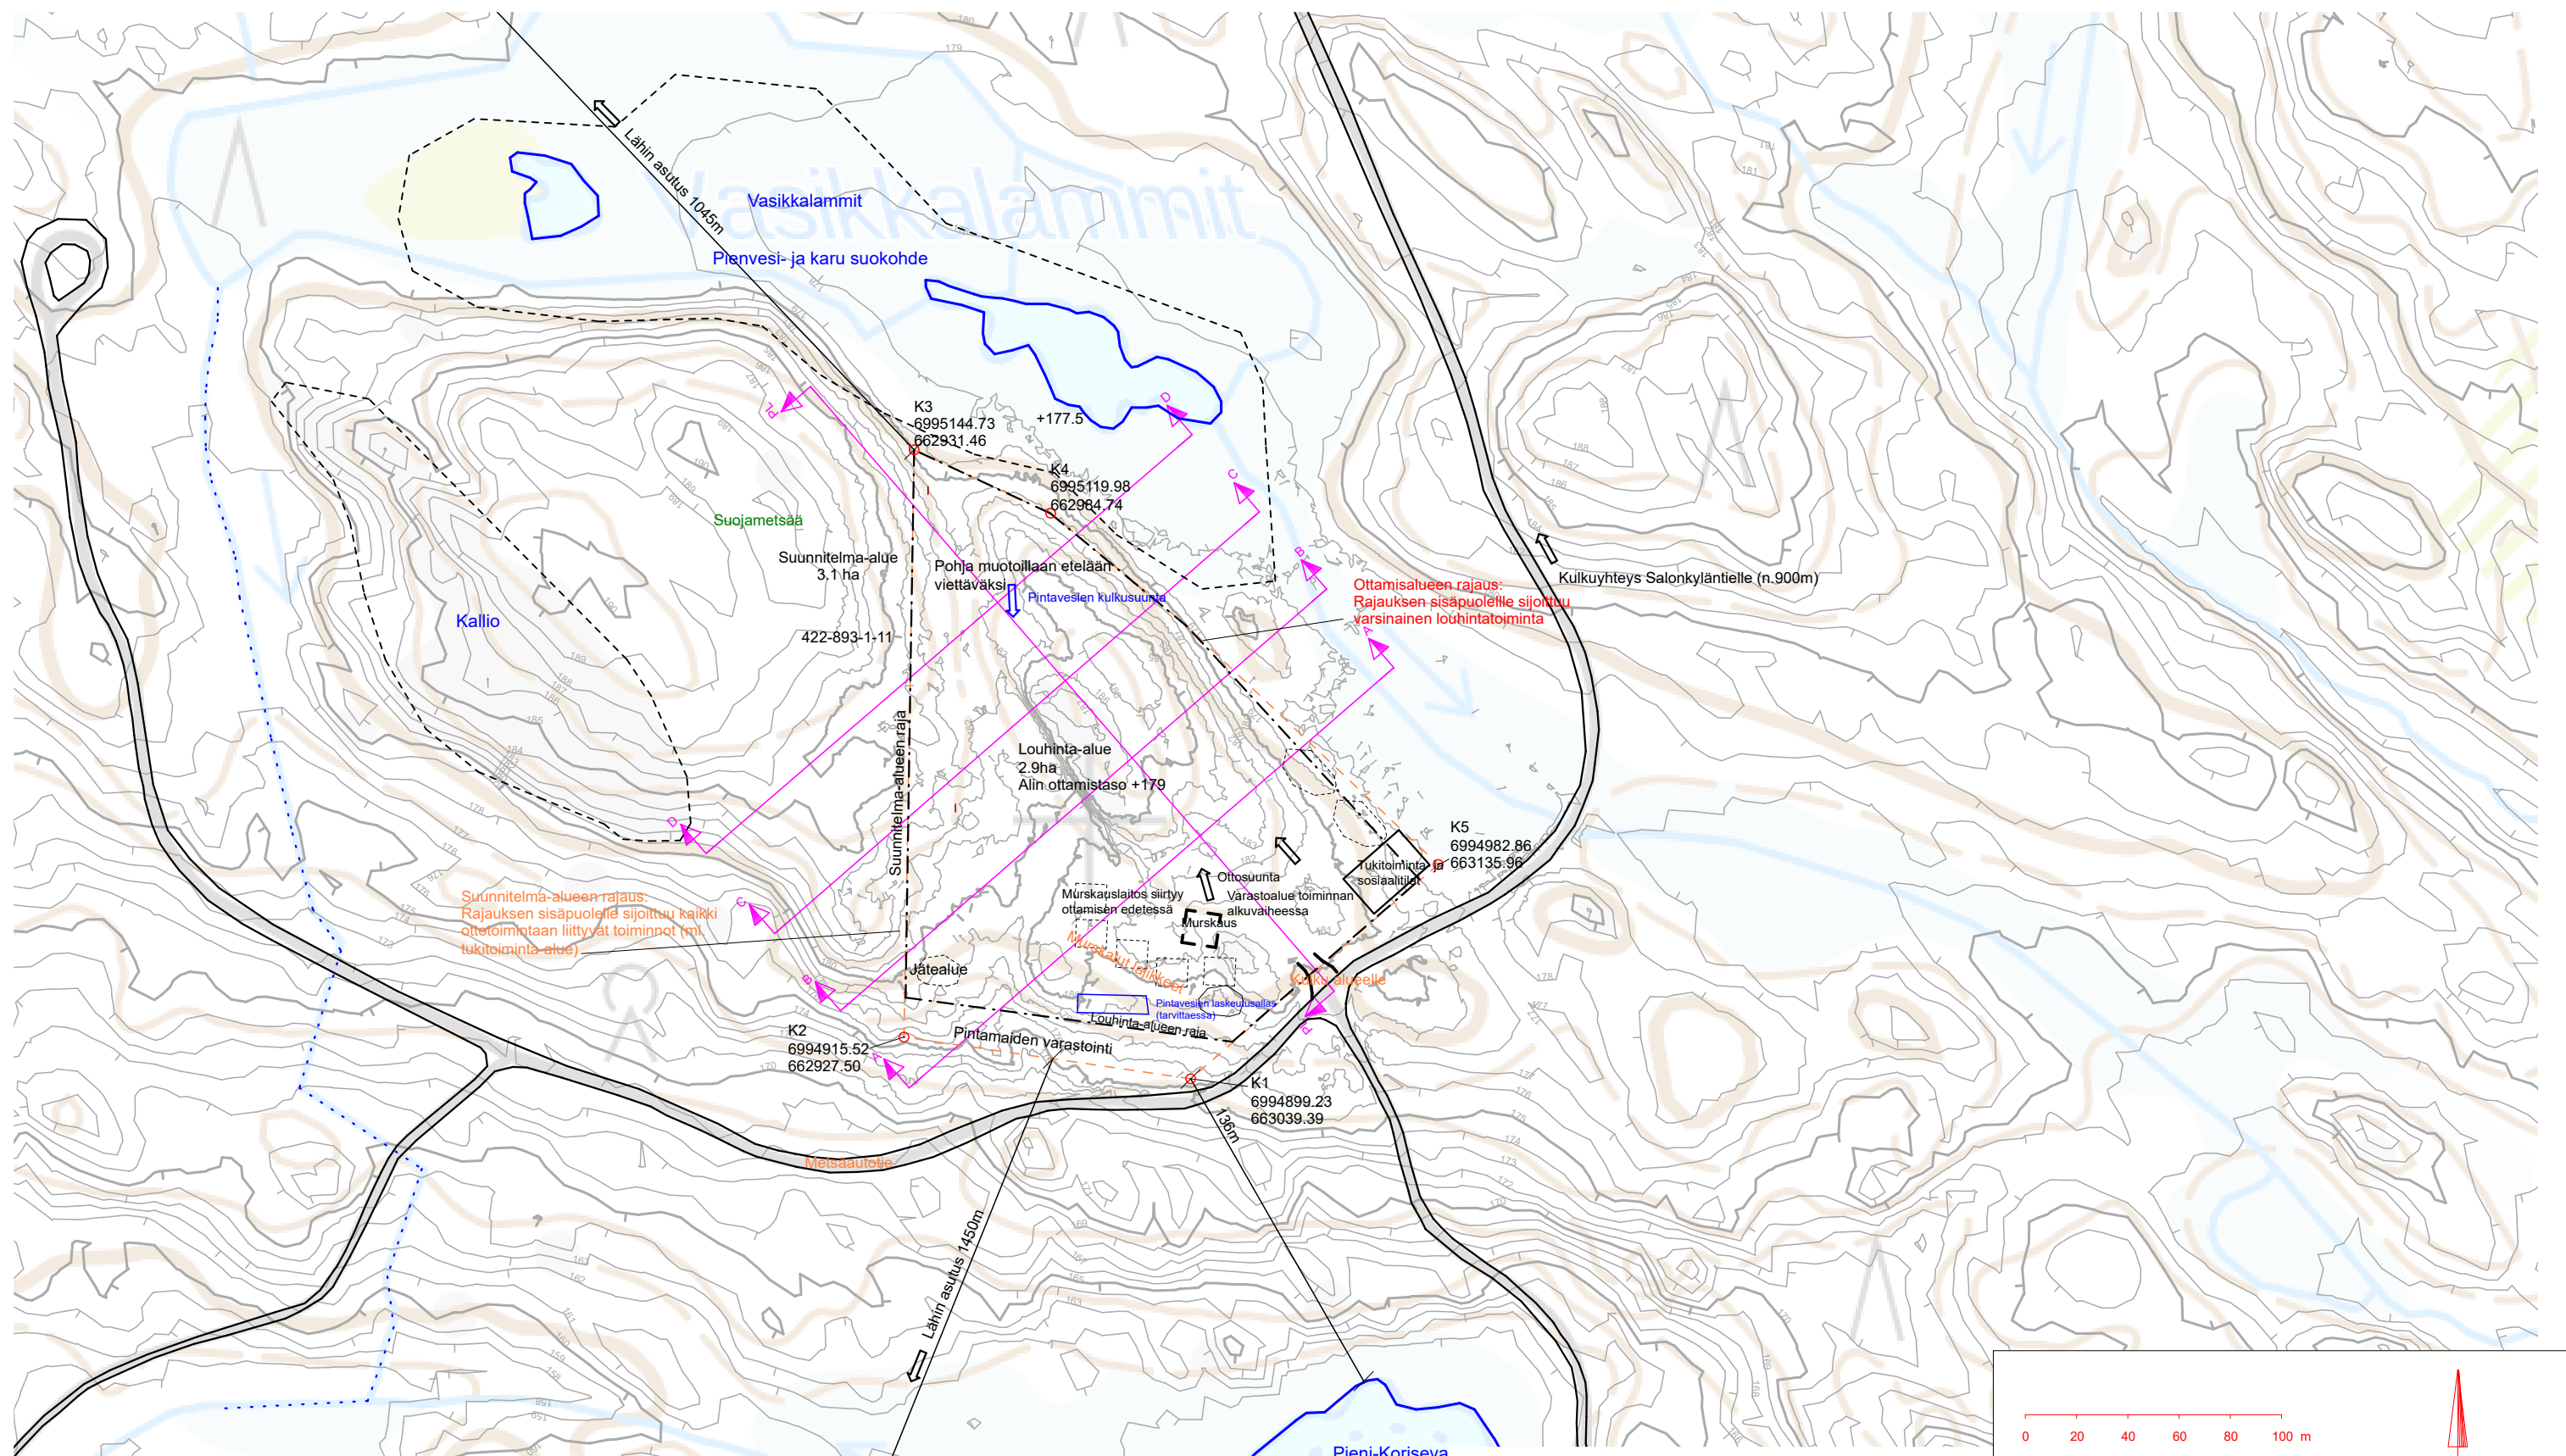 Vasikkalammit
Vasikkalammit
Pienvesi- ja karu suokohde
Lähin asutus 1045m
K3
6995144.73
662931.46
+177.5
K4
6995119.98
662984.74
PL
D
C
B
A
Suojametsää
Suunnitelma-alue
3.1 ha
422-893-1-11
Kallio
Pohja muotoillaan etelään
viettäväksi
Pintavesien kulkusuunta
Ottamisalueen rajaus:
Rajauksen sisäpuolelle sijoittuu
varsinainen louhintatoiminta
Kulkuyhteys Salonkyläntielle (n.900m)
Suunnitelma-alueen raja
Louhinta-alue
2.9ha
Alin ottamistaso +179
K5
6994982.86
663135.96
Tukitoiminta- ja
sosiaalitilat
Ottosuunta
Murskauslaitos siirtyy
ottamisen edetessä
Varastoalue toiminnan
alkuvaiheessa
Murskaus
Murskatut lajikkeet
Suunnitelma-alueen rajaus:
Rajauksen sisäpuolelle sijoittuu kaikki
ottotoimintaan liittyvät toiminnot (ml.
tukitoiminta-alue)
Jätealue
Kulku alueelle
Pintavesien laskeutusallas
(tarvittaessa)
Louhinta-alueen raja
Pintamaiden varastointi
D
C
B
A
P
K2
6994915.52
662927.50
K1
6994899.23
663039.39
136m
Metsäautotie
Lähin asutus 1450m
Pieni-Koriseva
0 20 40 60 80 100 m